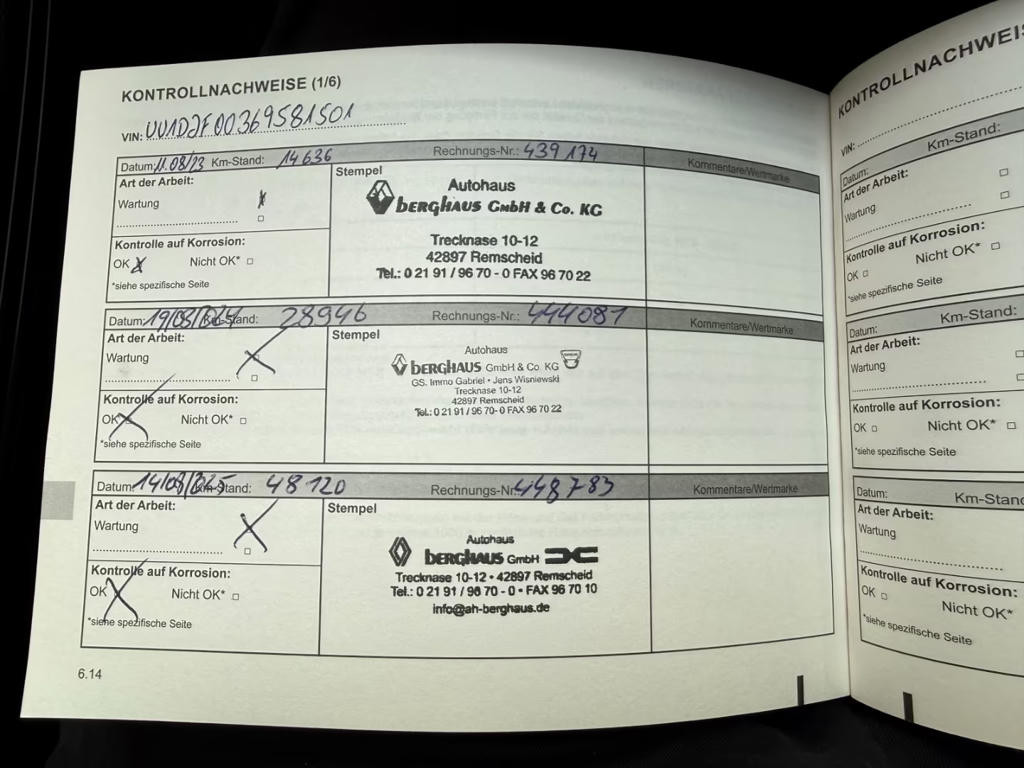 KONTROLLNACHWEISE (1/6)
VIN: UU1DJF00369581501
Datum: 11.08/23 Km-Stand: 14636 Rechnungs-Nr.: 439174 Kommentare/Wertmarke
Art der Arbeit:
Wartung
Kontrolle auf Korrosion:
OK Nicht OK*
*siehe spezifische Seite
Stempel
Autohaus
BERGHAUS GmbH & Co. KG
Trecknase 10-12
42897 Remscheid
Tel.: 0 21 91 / 96 70 - 0 FAX 96 70 22
Datum: 19/08/2024 Km-Stand: 28946 Rechnungs-Nr.: 444081 Kommentare/Wertmarke
Art der Arbeit:
Wartung
Kontrolle auf Korrosion:
OK Nicht OK*
*siehe spezifische Seite
Stempel
Autohaus
BERGHAUS GmbH & Co. KG
GS. Immo Gabriel • Jens Wisniewski
Trecknase 10-12
42897 Remscheid
Tel.: 0 21 91 / 96 70- 0 FAX 96 70 22
Datum: 14/08/2025 Km-Stand: 48120 Rechnungs-Nr.: 448783 Kommentare/Wertmarke
Art der Arbeit:
Wartung
Kontrolle auf Korrosion:
OK Nicht OK*
*siehe spezifische Seite
Stempel
Autohaus
BERGHAUS GmbH
Trecknase 10-12 • 42897 Remscheid
Tel.: 0 21 91 / 96 70 - 0 • FAX 96 70 10
info@ah-berghaus.de
6.14
KONTROLLNACHWEISE
VIN:
Datum: Km-Stand:
Art der Arbeit:
Wartung
Kontrolle auf Korrosion:
OK Nicht OK*
*siehe spezifische Seite
Datum: Km-Stand:
Art der Arbeit:
Wartung
Kontrolle auf Korrosion:
OK Nicht OK*
*siehe spezifische Seite
Datum: Km-Stand
Art der Arbeit:
Wartung
Kontrolle auf Korrosion:
OK Nicht OK*
*siehe spezifische Seite